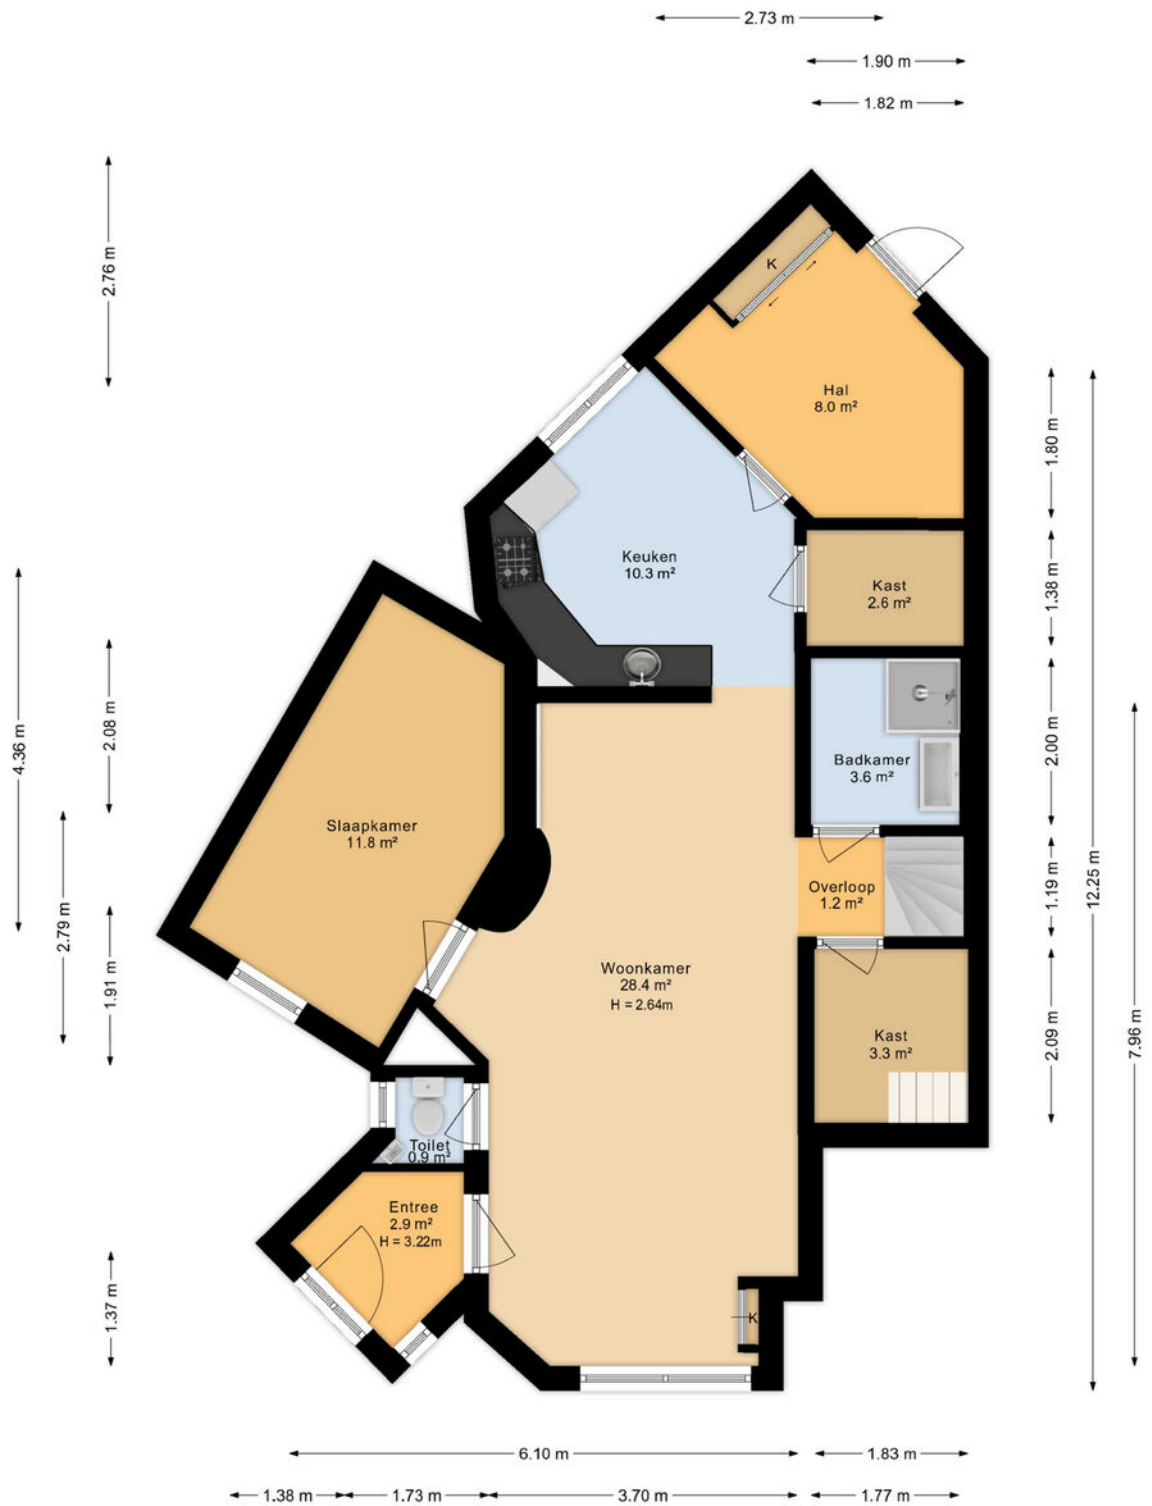 2.73 m
1.90 m
1.82 m
2.76 m
K
Hal
8.0 m²
1.80 m
Keuken
10.3 m²
Kast
2.6 m²
1.38 m
4.36 m
2.08 m
Badkamer
3.6 m²
2.00 m
Slaapkamer
11.8 m²
2.79 m
Overloop
1.2 m²
1.19 m
12.25 m
1.91 m
Woonkamer
28.4 m²
H = 2.64m
Kast
3.3 m²
2.09 m
7.96 m
Toilet
0.9 m²
Entree
2.9 m²
H = 3.22m
1.37 m
K
6.10 m
1.83 m
1.38 m
1.73 m
3.70 m
1.77 m